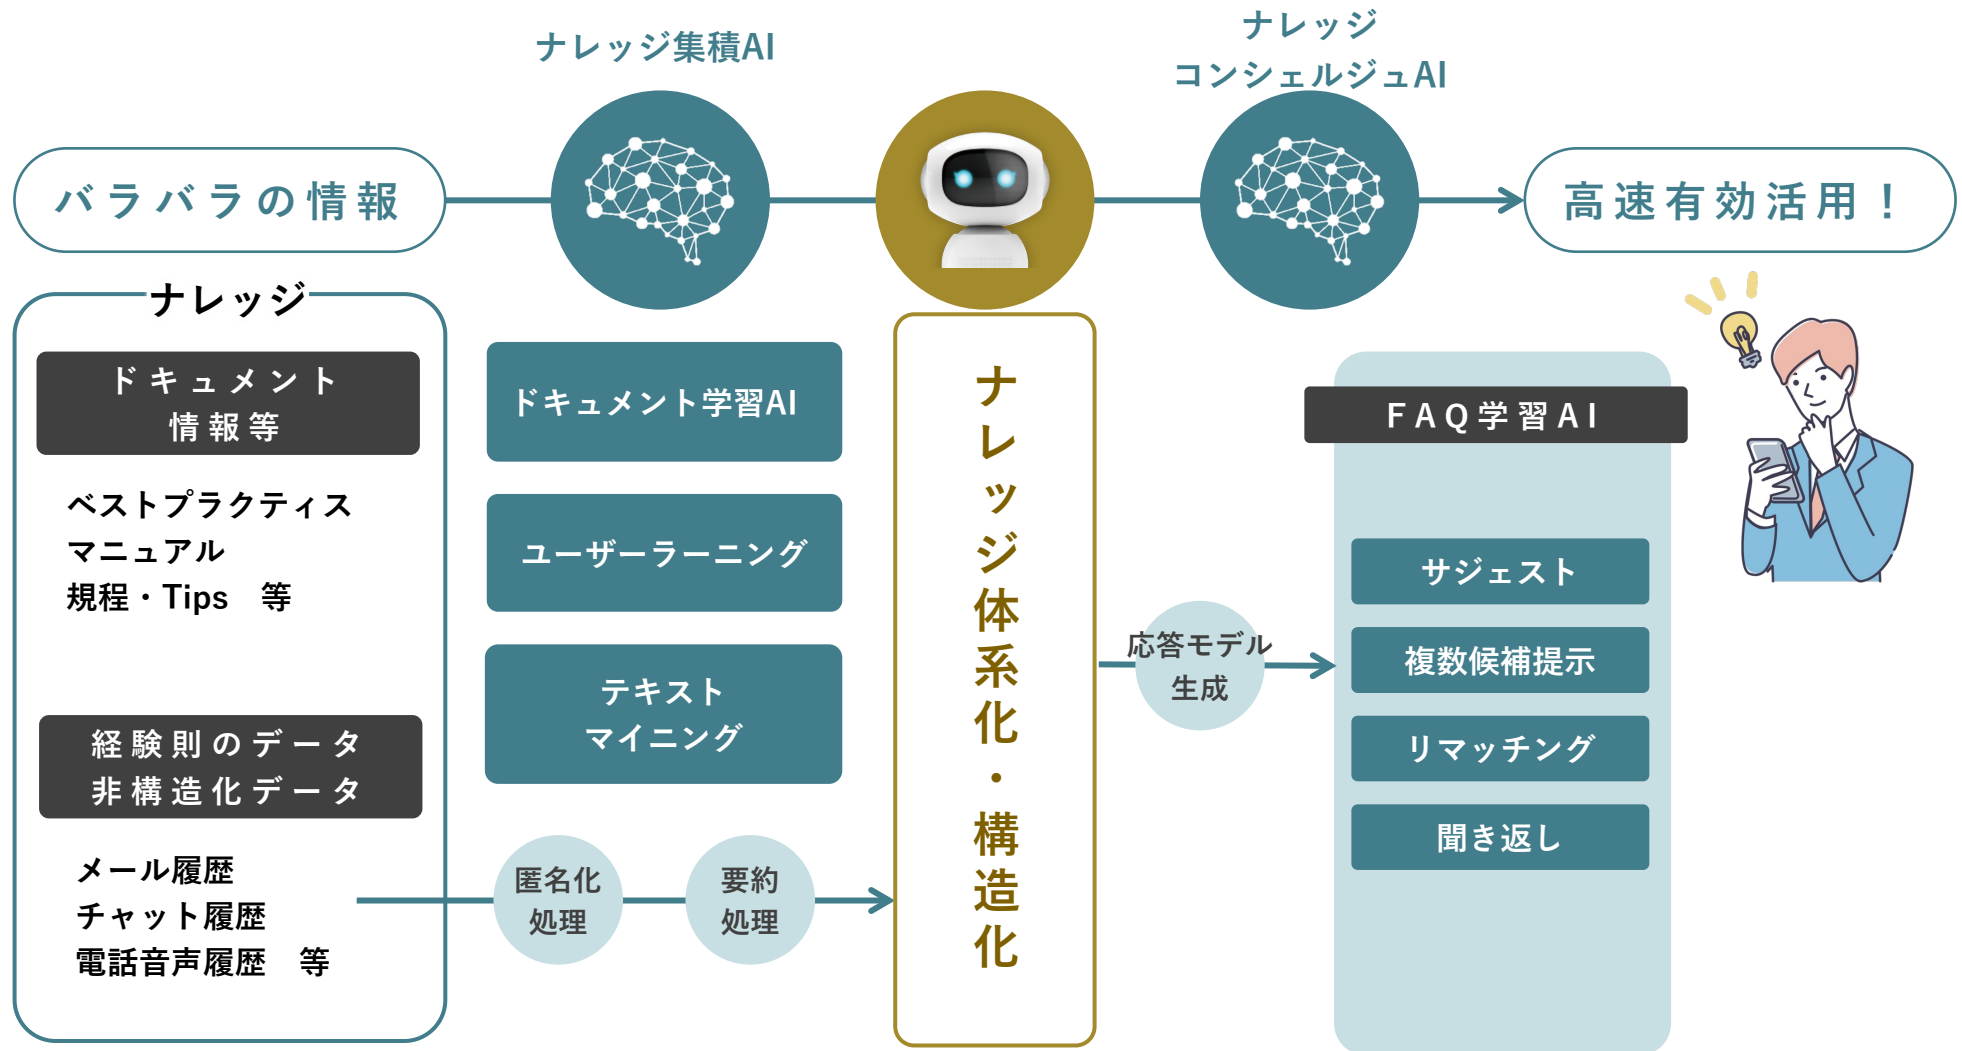 ナレッジ集積AI
ナレッジ
コンシェルジュAI
バラバラの情報
高速有効活用！
ナレッジ
ドキュメント
情報等
ベストプラクティス
マニュアル
規程・Tips　等
経験則のデータ
非構造化データ
メール履歴
チャット履歴
電話音声履歴　等
ドキュメント学習AI
ユーザーラーニング
テキスト
マイニング
匿名化
処理
要約
処理
ナレッジ体系化・構造化
応答モデル
生成
FAQ学習AI
サジェスト
複数候補提示
リマッチング
聞き返し